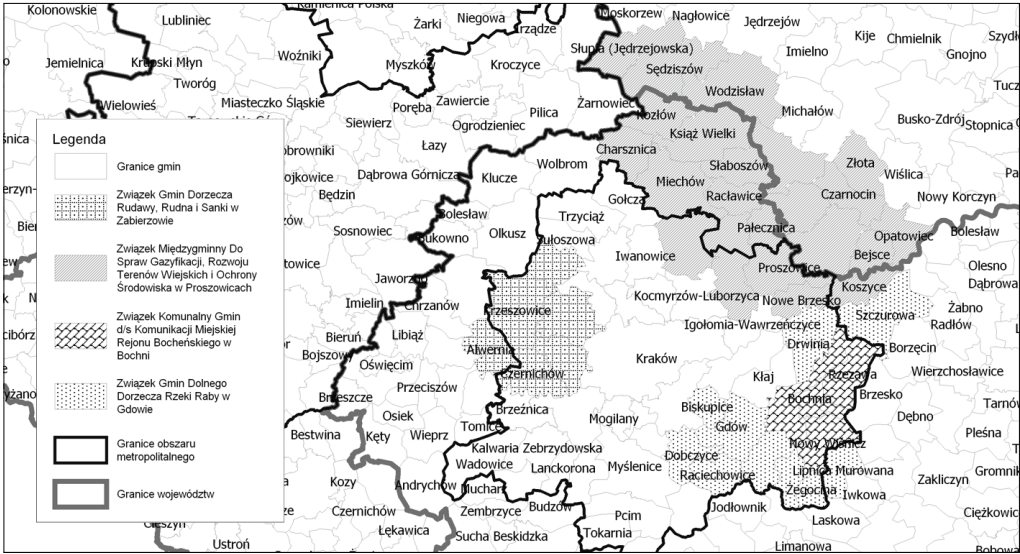 Kolonowskie
Lubliniec
Kamienica Polska
Żarki
Niegowa
Irządze
Moskorzew
Nagłowice
Jędrzejów
Kije
Chmielnik
Imielno
Gnojno
Jemielnica
Krupski Młyn
Woźniki
Myszków
Kroczyce
Słupia (Jędrzejowska)
Sędziszów
Tworóg
Wielowieś
Miasteczko Śląskie
Poręba
Zawiercie
Pilica
Żarnowiec
Wodzisław
Michałów
Siewierz
Ogrodzieniec
Kozłów
Książ Wielki
Busko-Zdrój
Stopnica
Łazy
Charsznica
Wolbrom
Słaboszów
Złota
Wiślica
Dąbrowa Górnicza
Klucze
Miechów
Racławice
Czarnocin
Nowy Korczyn
Będzin
Bolesław
Gołcza
Trzyciąż
Sosnowiec
Bukowno
Olkusz
Sułoszowa
Pałecznica
Opatowiec
Bolesław
Iwanowice
Bejsce
Proszowice
Olesno
Dąbrowa
Jaworzno
Koszyce
Imielin
Chrzanów
Krzeszowice
Kocmyrzów-Luborzyca
Nowe Brzesko
Szczurowa
Żabno
Radłów
Bieruń
Libiąż
Igołomia-Wawrzeńczyce
Drwinia
Borzęcin
Bojszowy
Oświęcim
Alwernia
Czernichów
Kraków
Kłaj
Rzezawa
Wierzchosławice
Brzeszcze
Przeciszów
Bochnia
Brzesko
Osiek
Brzeźnica
Mogilany
Biskupice
Gdów
Dębno
Bestwina
Kęty
Wieprz
Tomice
Kalwaria Zebrzydowska
Nowy Wiśnicz
Pleśna
Wadowice
Lanckorona
Myślenice
Dobczyce
Raciechowice
Lipnica Murowana
Gromnik
Kozy
Andrychów
Mucharz
Żegocina
Iwkowa
Zakliczyn
Czernichów
Zembrzyce
Budzów
Pcim
Jodłownik
Laskowa
Łękawica
Sucha Beskidzka
Tokarnia
Limanowa
Cieszyn
Ustroń
Legenda
Granice gmin
Związek Gmin Dorzecza
Rudawy, Rudna i Sanki w
Zabierzowie
Związek Międzygminny Do
Spraw Gazyfikacji, Rozwoju
Terenów Wiejskich i Ochrony
Środowiska w Proszowicach
Związek Komunalny Gmin
d/s Komunikacji Miejskiej
Rejonu Bocheńskiego w
Bochni
Związek Gmin Dolnego
Dorzecza Rzeki Raby w
Gdowie
Granice obszaru
metropolitalnego
Granice województw